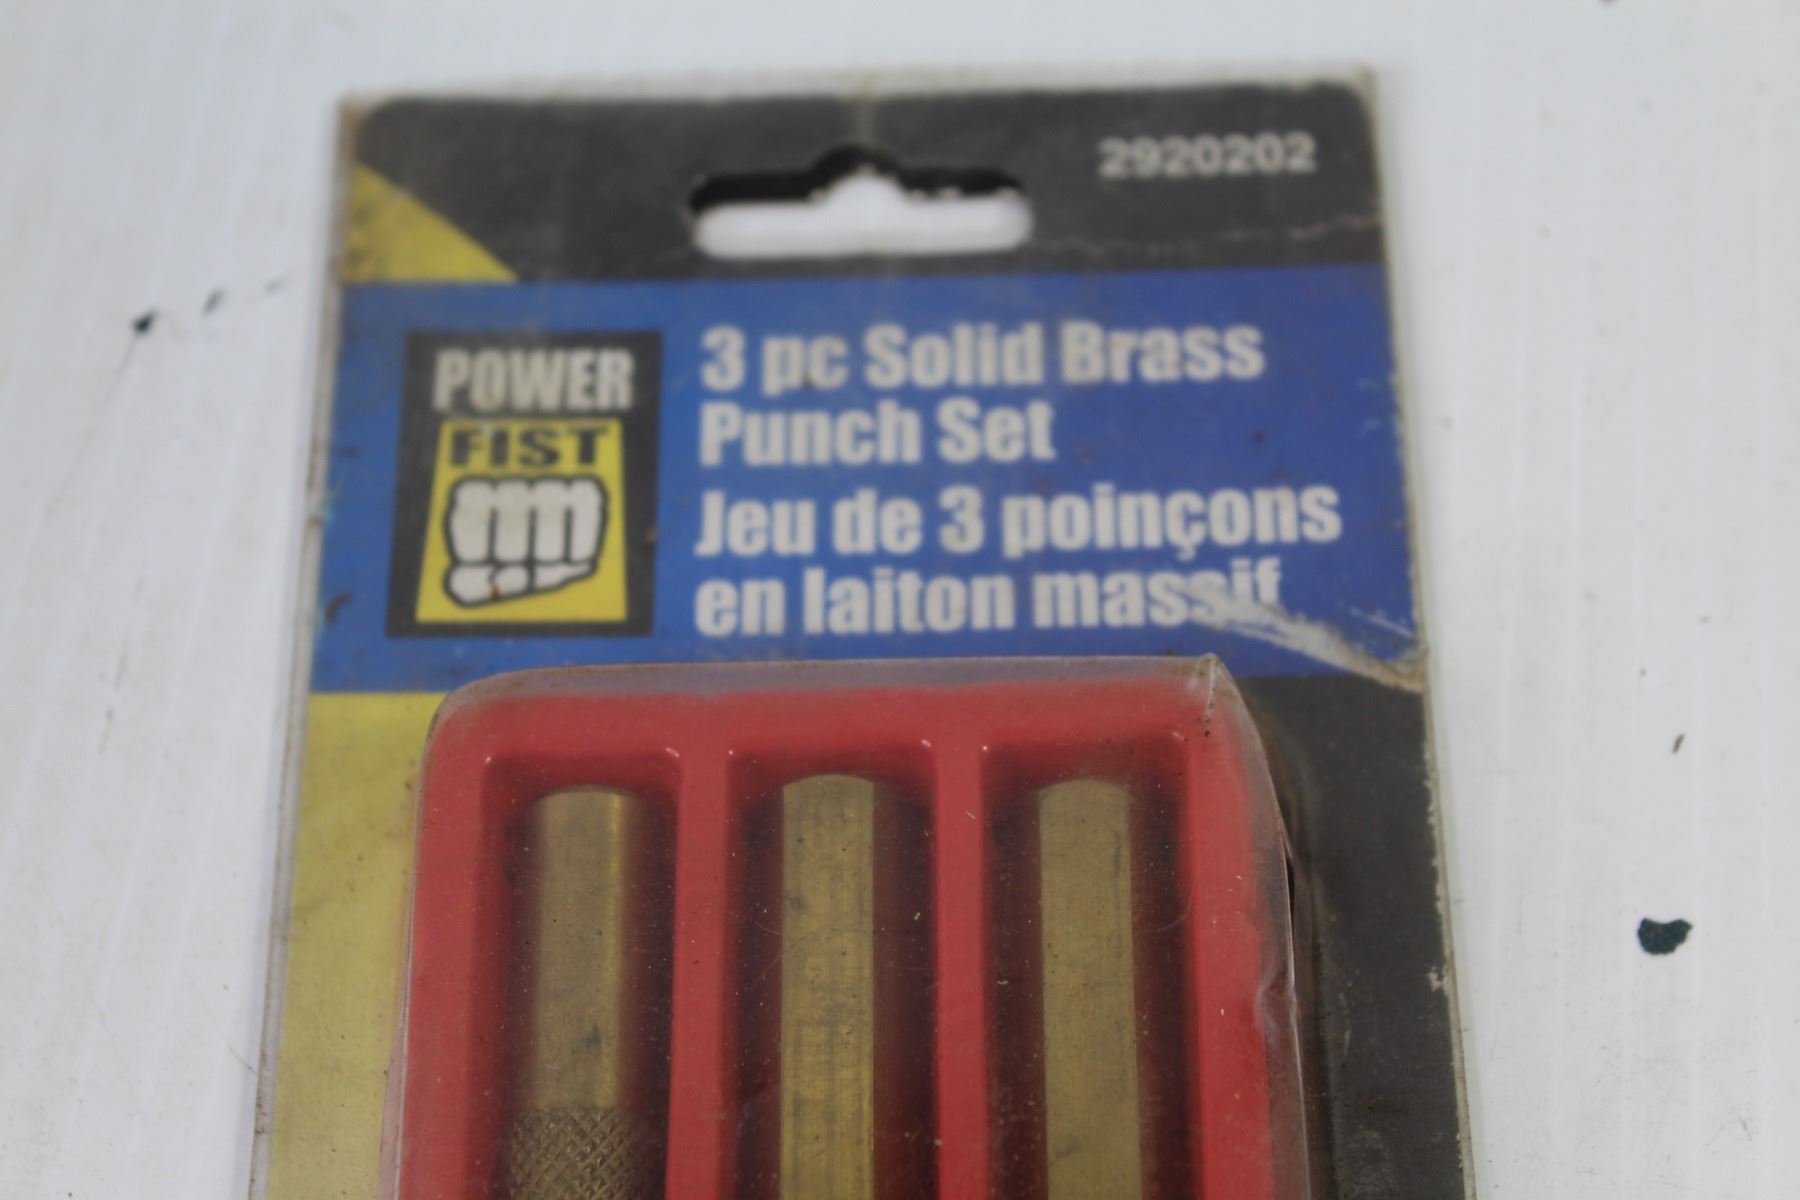 2920202
POWER
FIST
3 pc Solid Brass
Punch Set
Jeu de 3 poinçons
en laiton massif